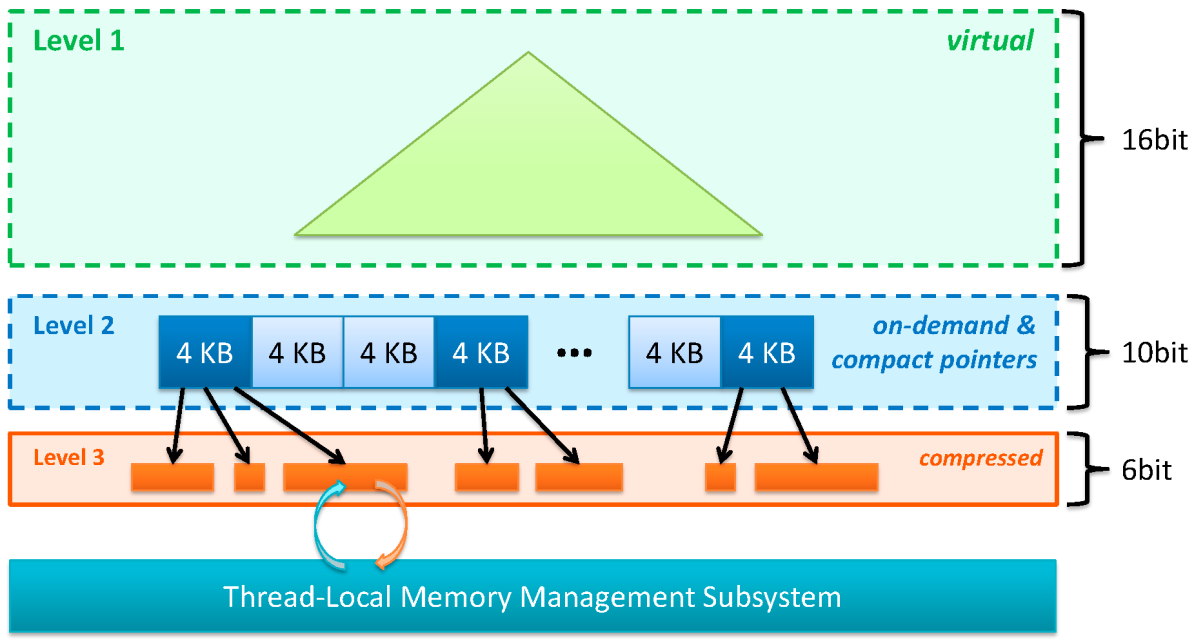 Level 1
virtual
16bit
Level 2
on-demand &
compact pointers
4 KB
4 KB
4 KB
4 KB
...
4 KB
4 KB
10bit
Level 3
compressed
6bit
Thread-Local Memory Management Subsystem